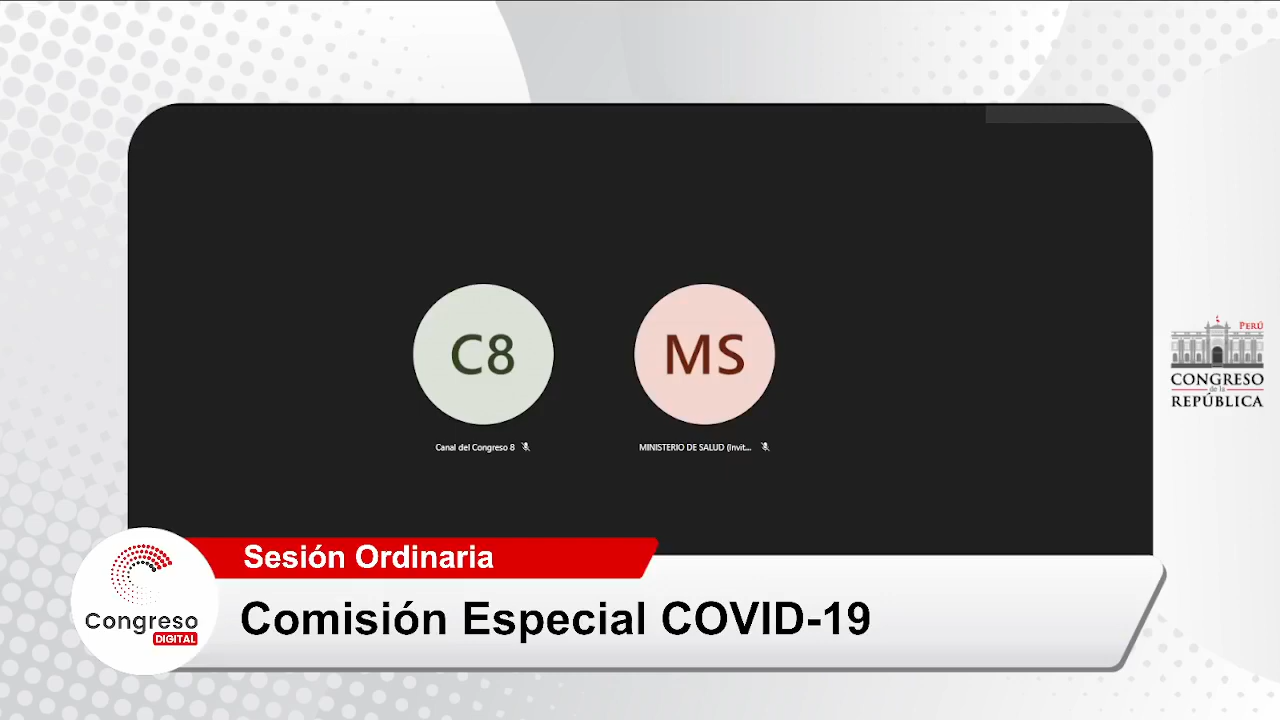 C8
MS
Canal del Congreso 8
MINISTERIO DE SALUD (Invit...
PERÚ
CONGRESO
de la
REPÚBLICA
Sesión Ordinaria
Comisión Especial COVID-19
Congreso
DIGITAL